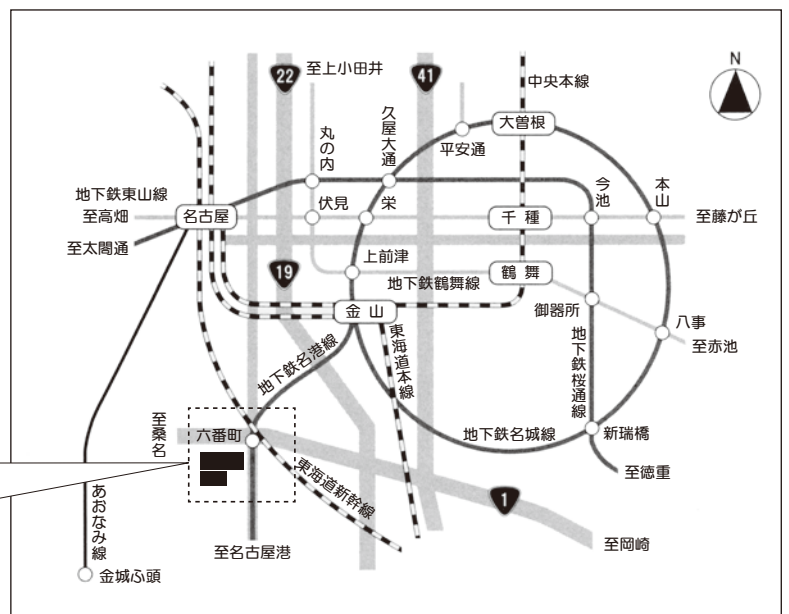 N
22
至上小田井
41
中央本線
久屋大通
丸の内
平安通
大曽根
地下鉄東山線
至高畑
名古屋
伏見
栄
千種
今池
本山
至藤が丘
至太閤通
上前津
19
地下鉄鶴舞線
鶴舞
金山
御器所
八事
至赤池
地下鉄名港線
東海道本線
地下鉄桜通線
至桑名
六番町
地下鉄名城線
新瑞橋
至徳重
東海道新幹線
1
あおなみ線
至名古屋港
至岡崎
金城ふ頭